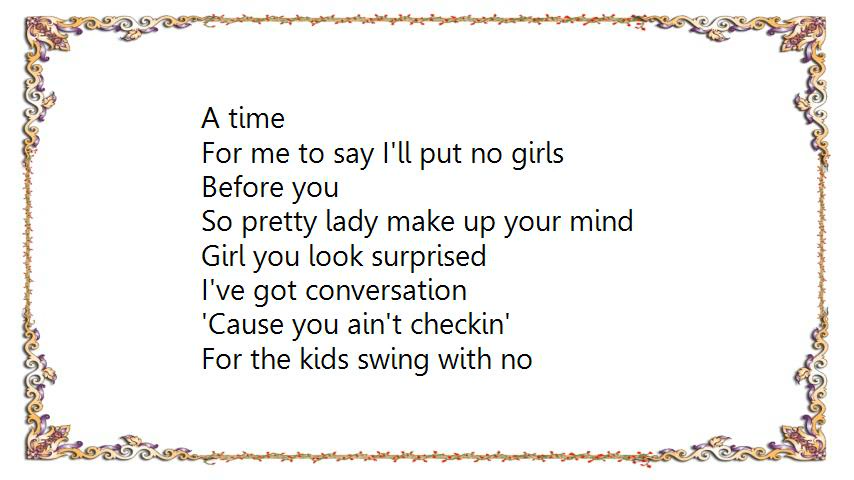 A time
For me to say I'll put no girls
Before you
So pretty lady make up your mind
Girl you look surprised
I've got conversation
'Cause you ain't checkin'
For the kids swing with no